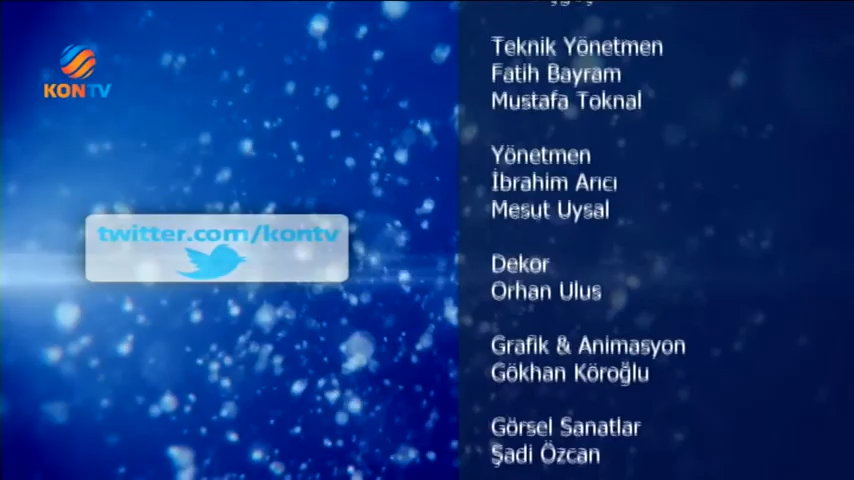 KONTV
twitter.com/kontv
Teknik Yönetmen
Fatih Bayram
Mustafa Toknal
Yönetmen
İbrahim Arıcı
Mesut Uysal
Dekor
Orhan Ulus
Grafik & Animasyon
Gökhan Köroğlu
Görsel Sanatlar
Şadi Özcan